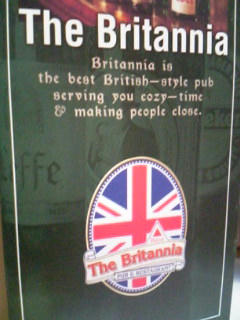 The Britannia
Britannia is
the best British-style pub
serving you cozy-time
& making people close.
ffe
The Britannia
PUB & RESTAURANT